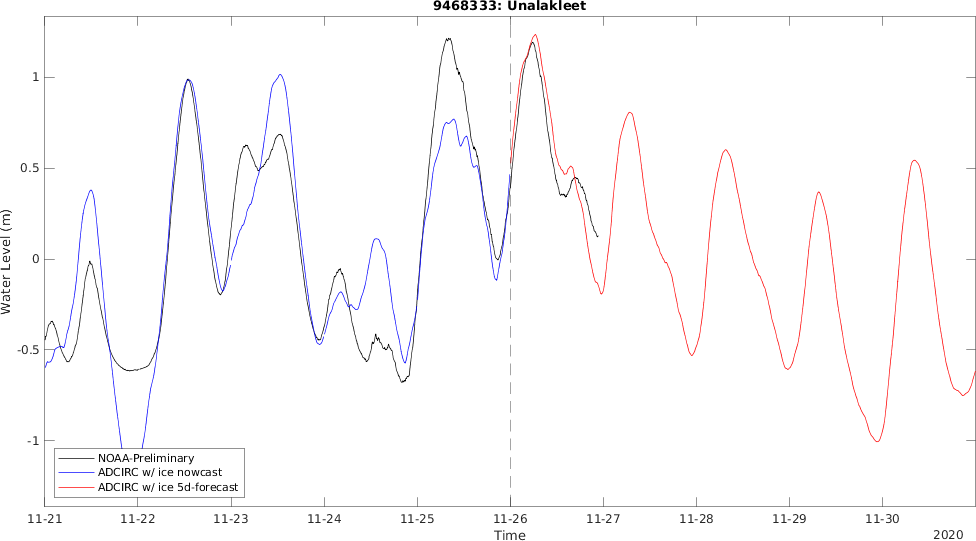 9468333: Unalakleet
Water Level (m)
1
0.5
0
-0.5
-1
NOAA-Preliminary
ADCIRC w/ ice nowcast
ADCIRC w/ ice 5d-forecast
11-21 11-22 11-23 11-24 11-25 11-26 11-27 11-28 11-29 11-30
Time
2020